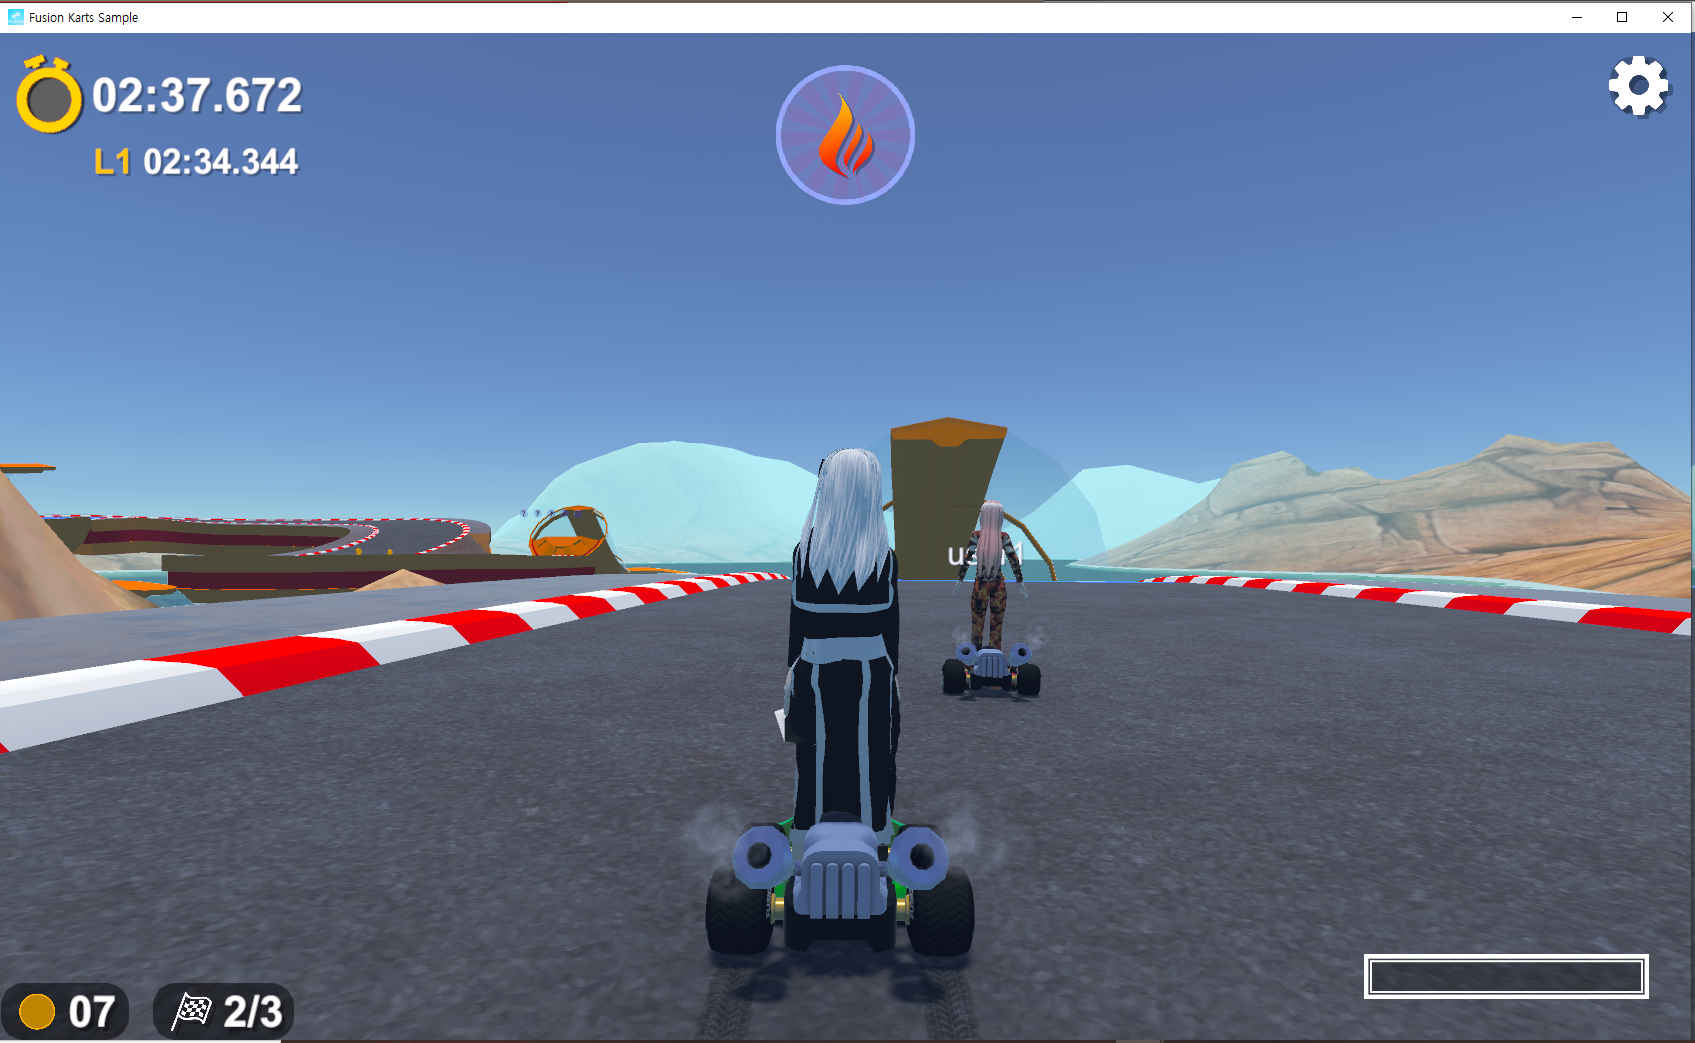 Fusion Karts Sample
02:37.672
L1 02:34.344
? ?
07
2/3